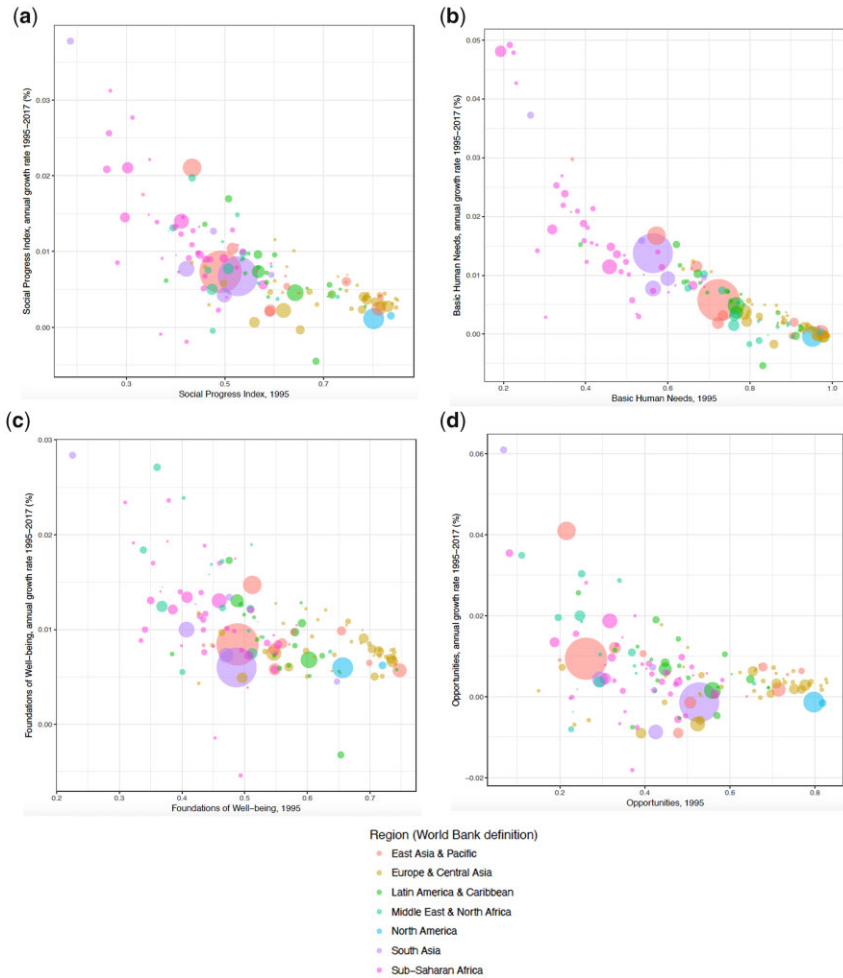 (a)
Social Progress Index, annual growth rate 1995–2017 (%)
0.03
0.02
0.01
0.00
0.3
0.5
0.7
Social Progress Index, 1995
(b)
Basic Human Needs, annual growth rate 1995–2017 (%)
0.05
0.04
0.03
0.02
0.01
0.00
0.2
0.4
0.6
0.8
1.0
Basic Human Needs, 1995
(c)
Foundations of Well–being, annual growth rate 1995–2017 (%)
0.03
0.02
0.01
0.00
0.2
0.3
0.4
0.5
0.6
0.7
Foundations of Well–being, 1995
(d)
Opportunities, annual growth rate 1995–2017 (%)
0.06
0.04
0.02
0.00
−0.02
0.2
0.4
0.6
0.8
Opportunities, 1995
Region (World Bank definition)
East Asia & Pacific
Europe & Central Asia
Latin America & Caribbean
Middle East & North Africa
North America
South Asia
Sub–Saharan Africa